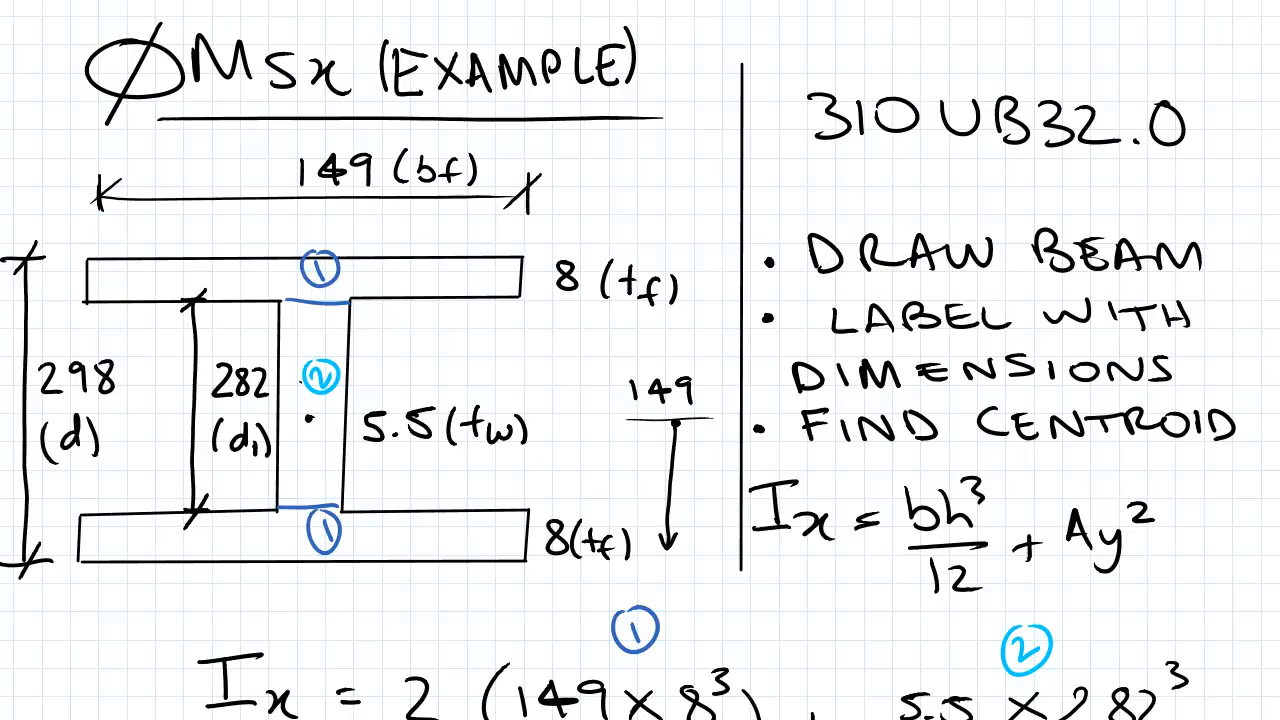 ØMsx (EXAMPLE)
149 (bf)
① 
8 (tf)
298
(d)
282
(d1)
②
5.5 (tw)
149
①
8(tf)
310UB32.0
• DRAW BEAM
• LABEL WITH
DIMENSIONS
• FIND CENTROID
Ix = bh³/12 + Ay²
① ②
Ix = 2 (149 × 8³) + 5.5 × 282³